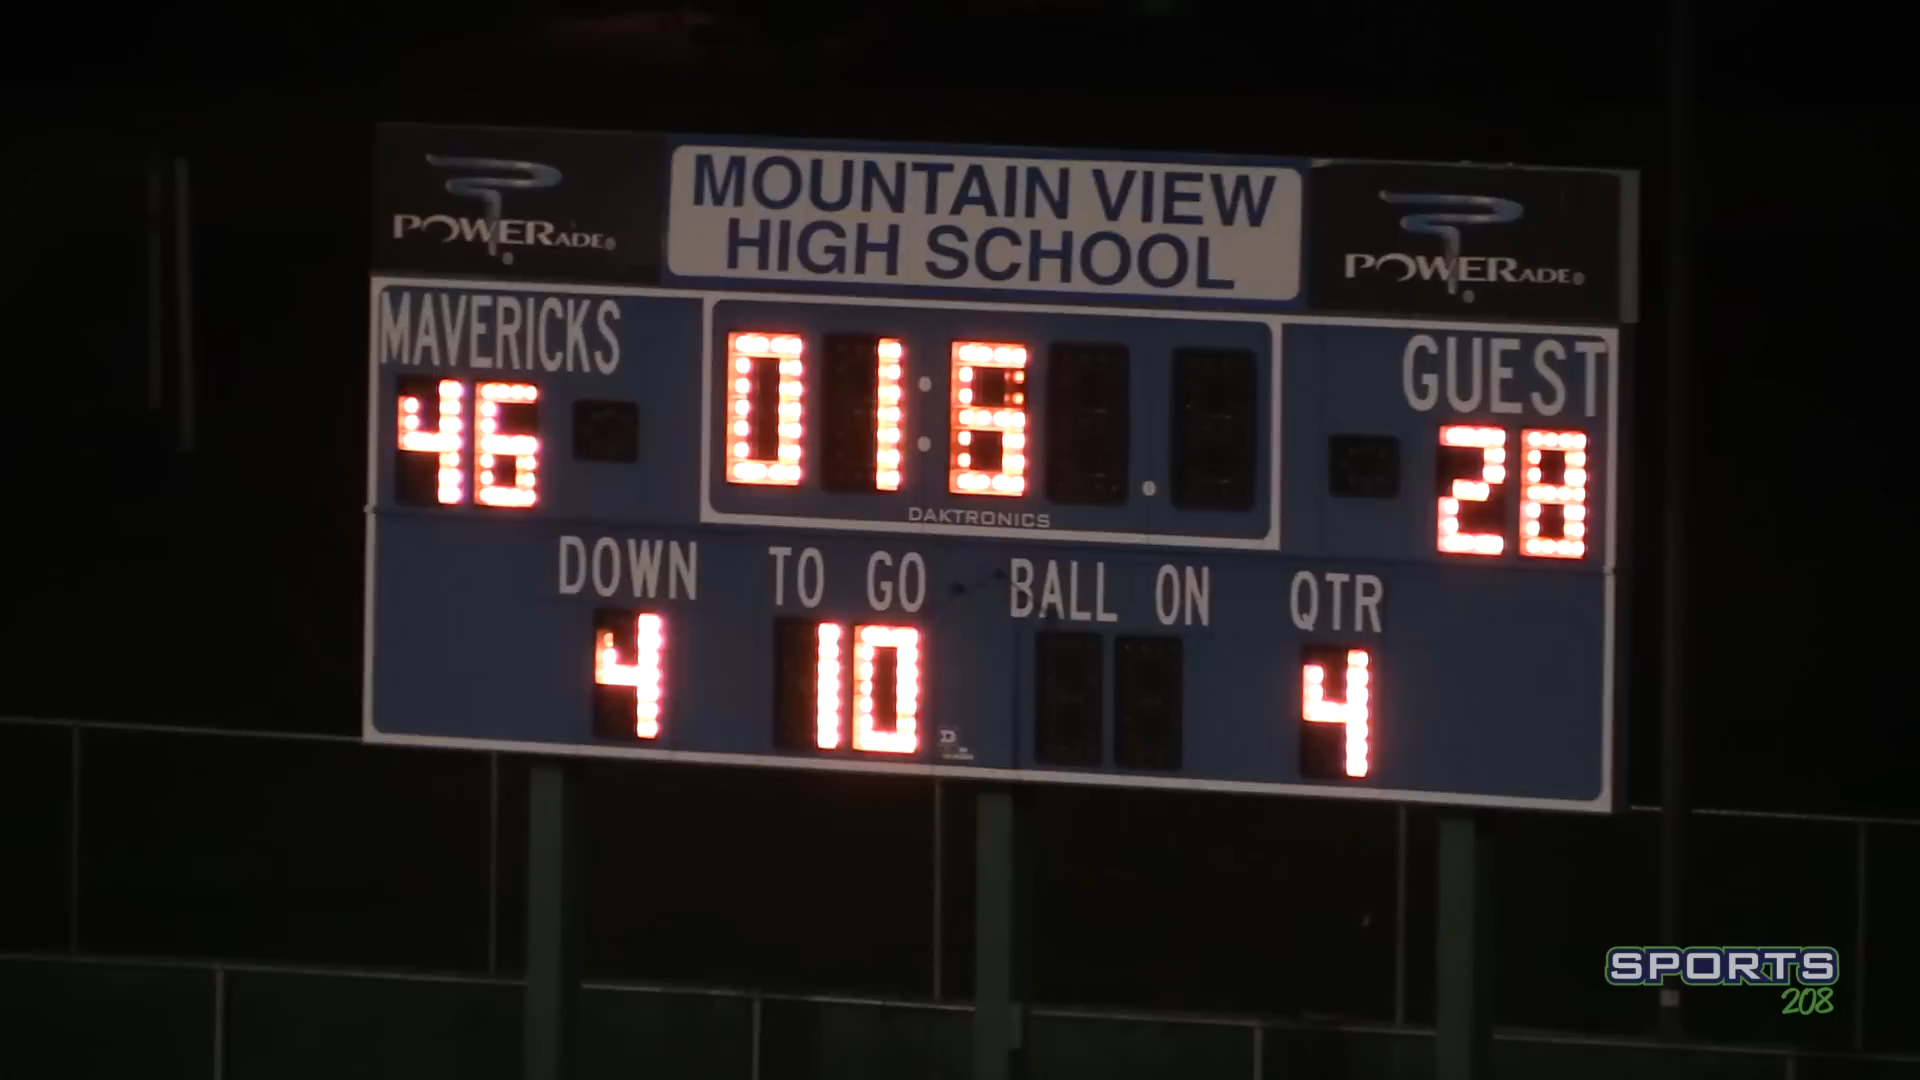 POWERADE
MOUNTAIN VIEW
HIGH SCHOOL
POWERADE
MAVERICKS
GUEST
46
01:6
28
DAKTRONICS
DOWN TO GO BALL ON QTR
4 10 4
SPORTS
208